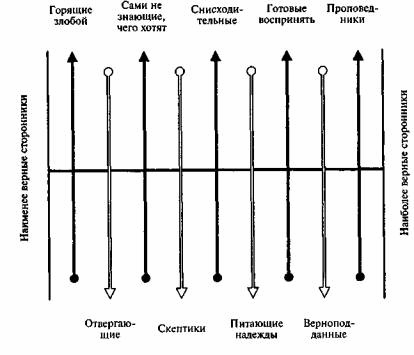 Горящие
злобой
Сами не
знающие,
чего хотят
Снисходи-
тельные
Готовые
воспринять
Проповед-
ники
Наименее верные сторонники
Наиболее верные сторонники
Отвергаю-
щие
Скептики
Питающие
надежды
Вернопод-
данные